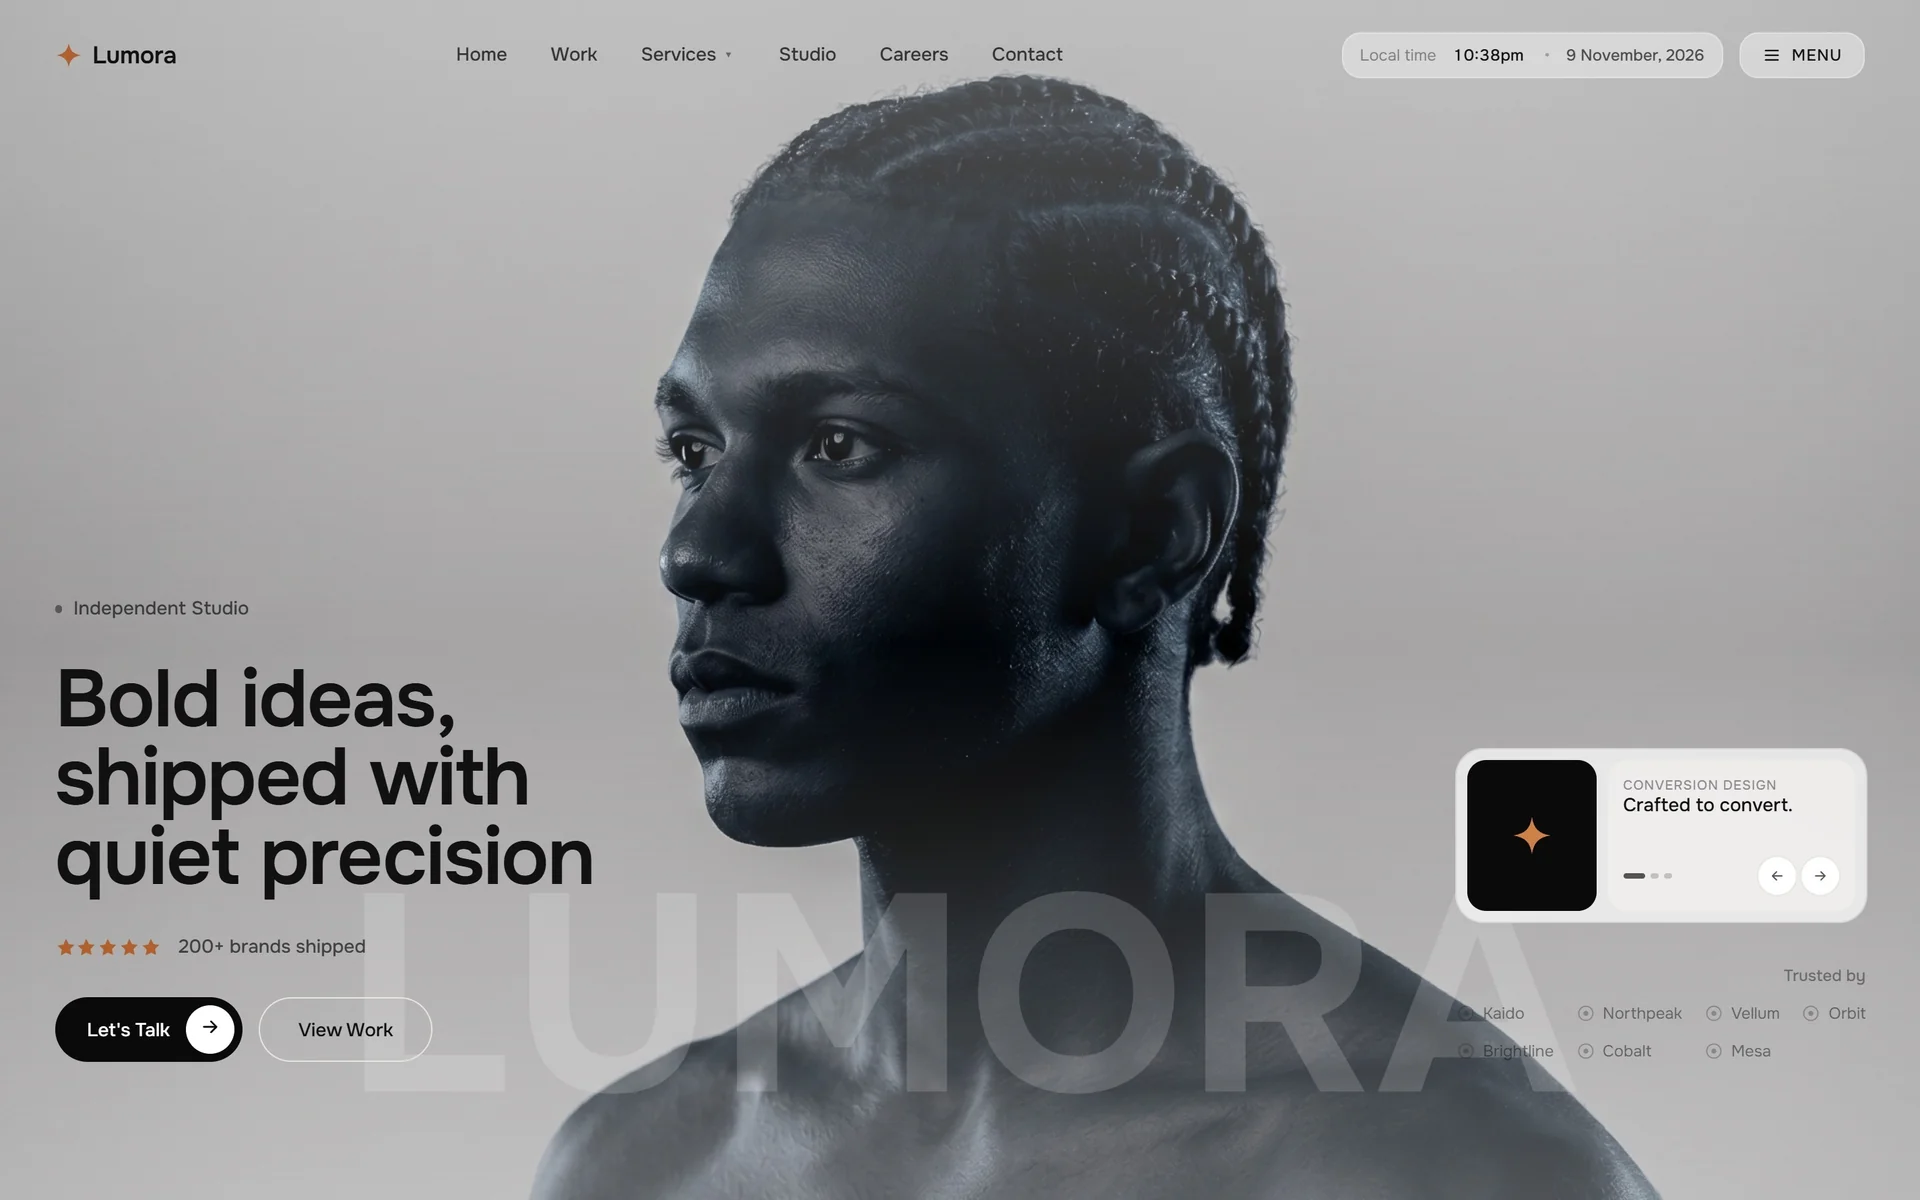 Lumora
Home Work Services Studio Careers Contact
Local time 10:38pm • 9 November, 2026
MENU
Independent Studio
Bold ideas,
shipped with
quiet precision
200+ brands shipped
Let's Talk
View Work
LUMORA
CONVERSION DESIGN
Crafted to convert.
Trusted by
Kaido Northpeak Vellum Orbit
Brightline Cobalt Mesa